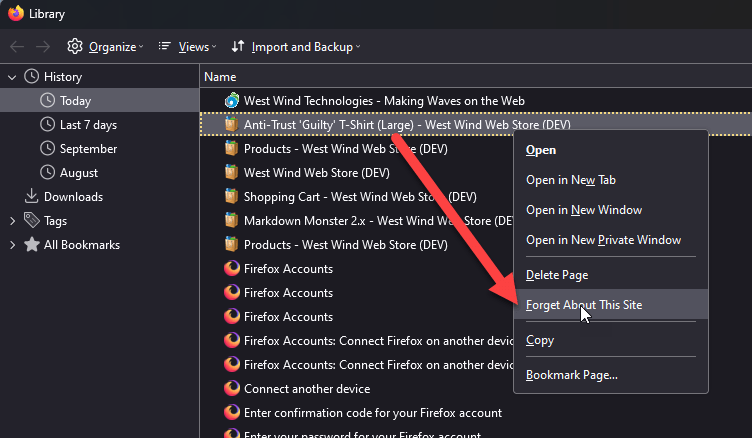 Library
Organize
Views
Import and Backup
History
Today
Last 7 days
September
August
Downloads
Tags
All Bookmarks
Name
West Wind Technologies - Making Waves on the Web
Anti-Trust 'Guilty' T-Shirt (Large) - West Wind Web Store (DEV)
Products - West Wind Web Store (DEV)
West Wind Web Store (DEV)
Shopping Cart - West Wind Web Store (DEV)
Markdown Monster 2.x - West Wind Web Store (DE
Products - West Wind Web Store (DEV)
Firefox Accounts
Firefox Accounts
Firefox Accounts
Firefox Accounts: Connect Firefox on another devic
Firefox Accounts: Connect Firefox on another devic
Connect another device
Enter confirmation code for your Firefox account
Enter your password for your Firefox account
Open
Open in New Tab
Open in New Window
Open in New Private Window
Delete Page
Forget About This Site
Copy
Bookmark Page...